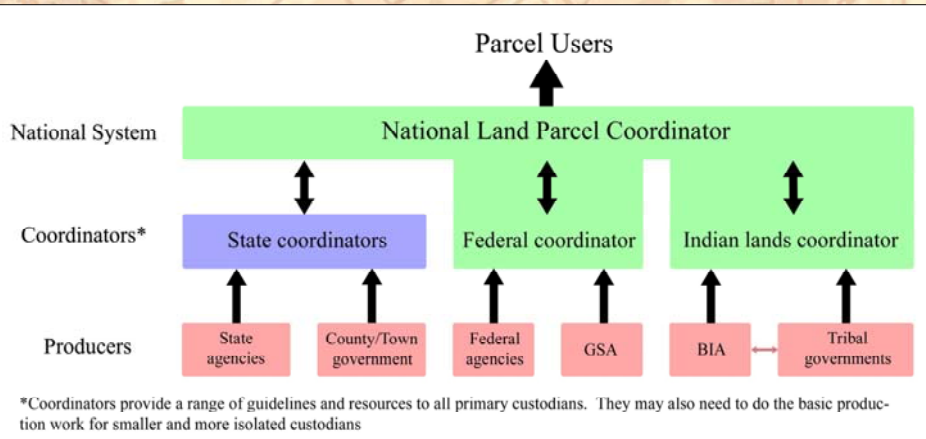 Parcel Users
National System
National Land Parcel Coordinator
Coordinators*
State coordinators
Federal coordinator
Indian lands coordinator
Producers
State
agencies
County/Town
government
Federal
agencies
GSA
BIA
Tribal
governments
*Coordinators provide a range of guidelines and resources to all primary custodians.  They may also need to do the basic produc-
tion work for smaller and more isolated custodians